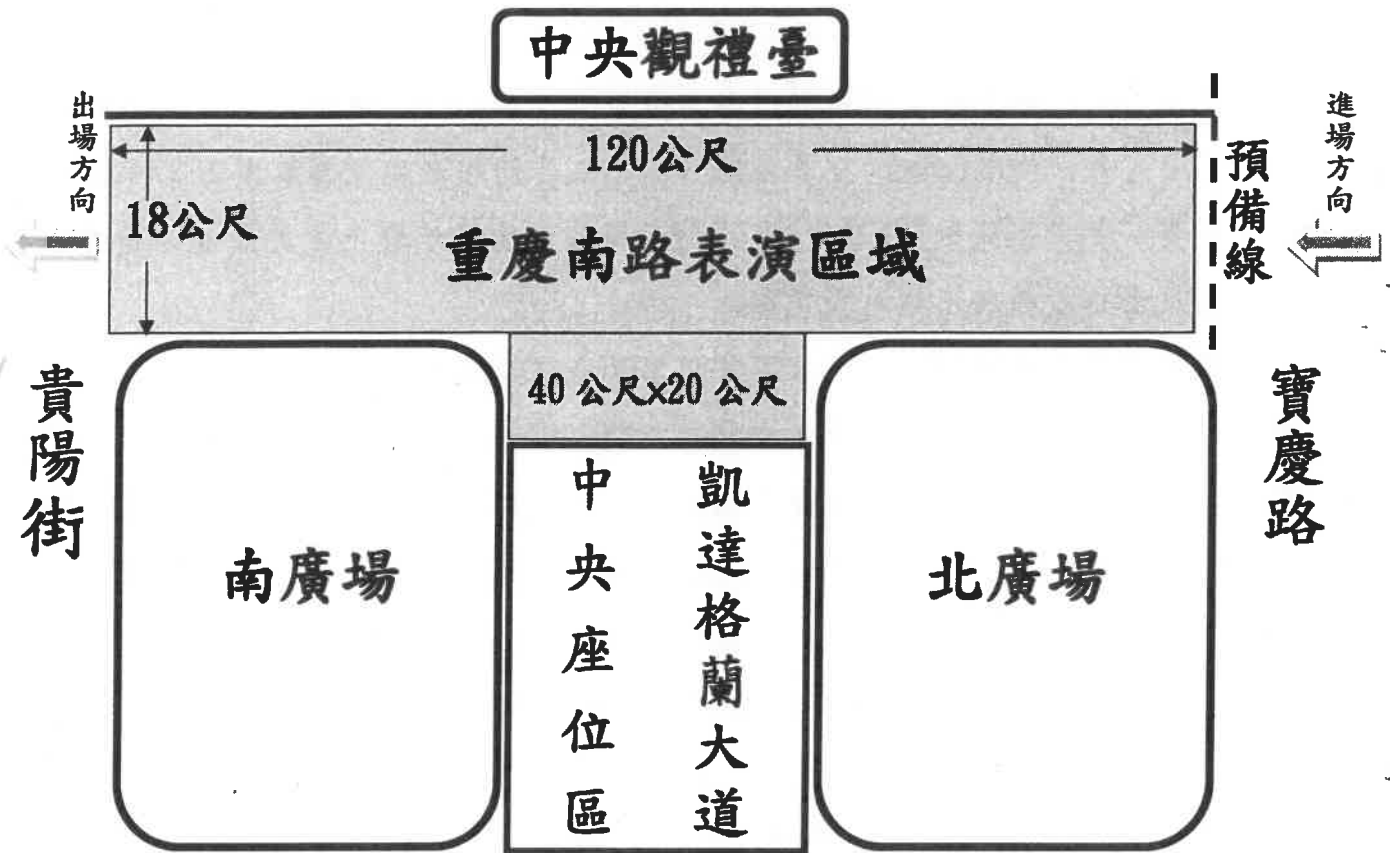 中央觀禮臺
出場方向
120公尺
進場方向
預備線
18公尺
重慶南路表演區域
40公尺x20公尺
貴陽街
寶慶路
南廣場
凱達格蘭大道
中央座位區
北廣場